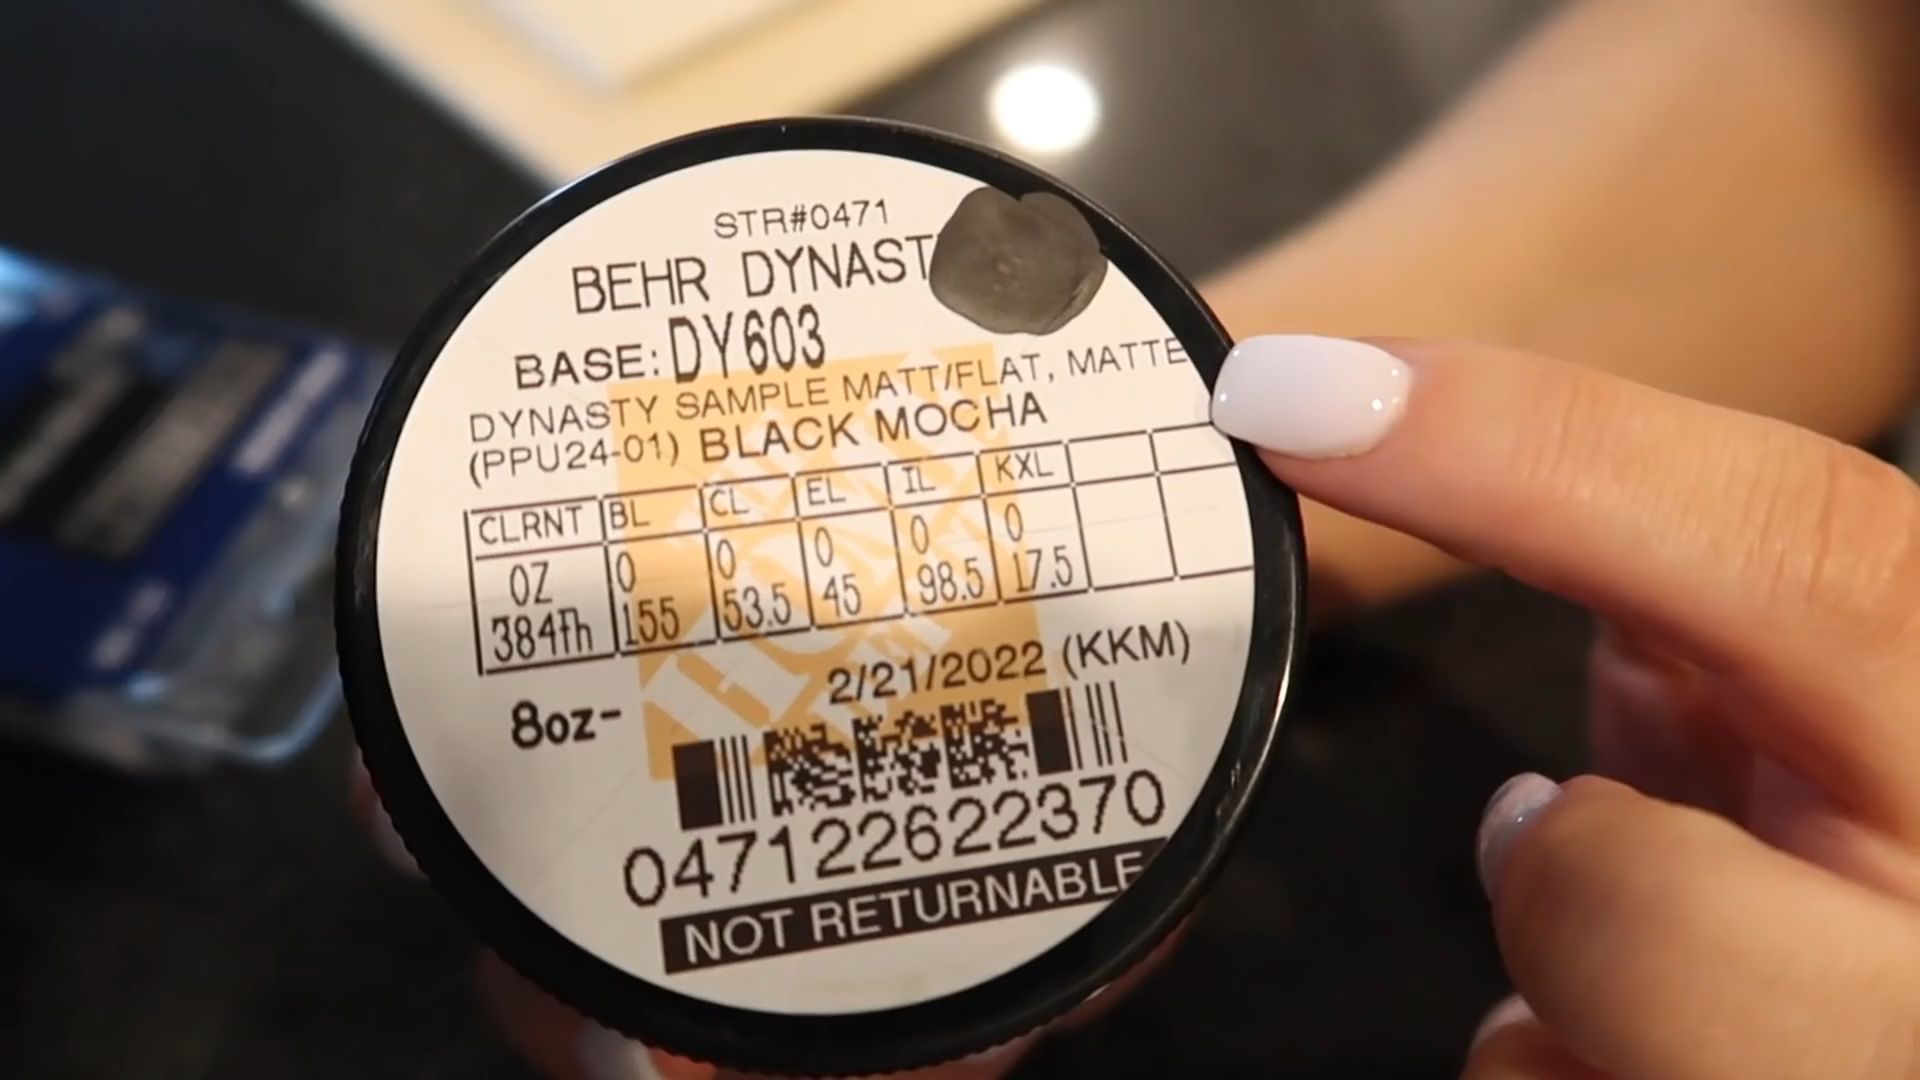 STR#0471
BEHR DYNAST
BASE: DY603
DYNASTY SAMPLE MATT/FLAT, MATTE
(PPU24-01) BLACK MOCHA
CLRNT BL CL EL IL KXL
OZ 0 0 0 0 0
384th 155 53.5 45 98.5 17.5
8oz-
2/21/2022 (KKM)
047122622370
NOT RETURNABLE